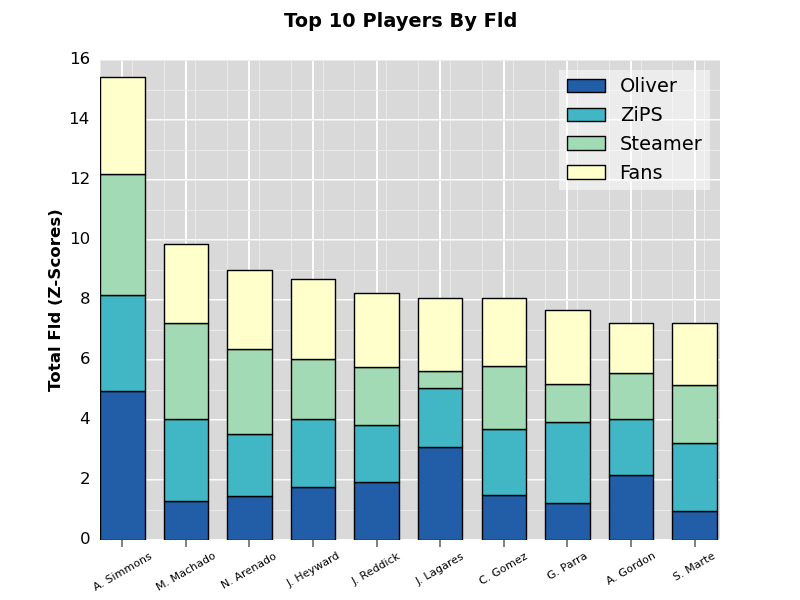 Top 10 Players By Fld
Total Fld (Z-Scores)
16
14
12
10
8
6
4
2
0
Oliver
ZiPS
Steamer
Fans
A. Simmons
M. Machado
N. Arenado
J. Heyward
J. Reddick
J. Lagares
C. Gomez
G. Parra
A. Gordon
S. Marte